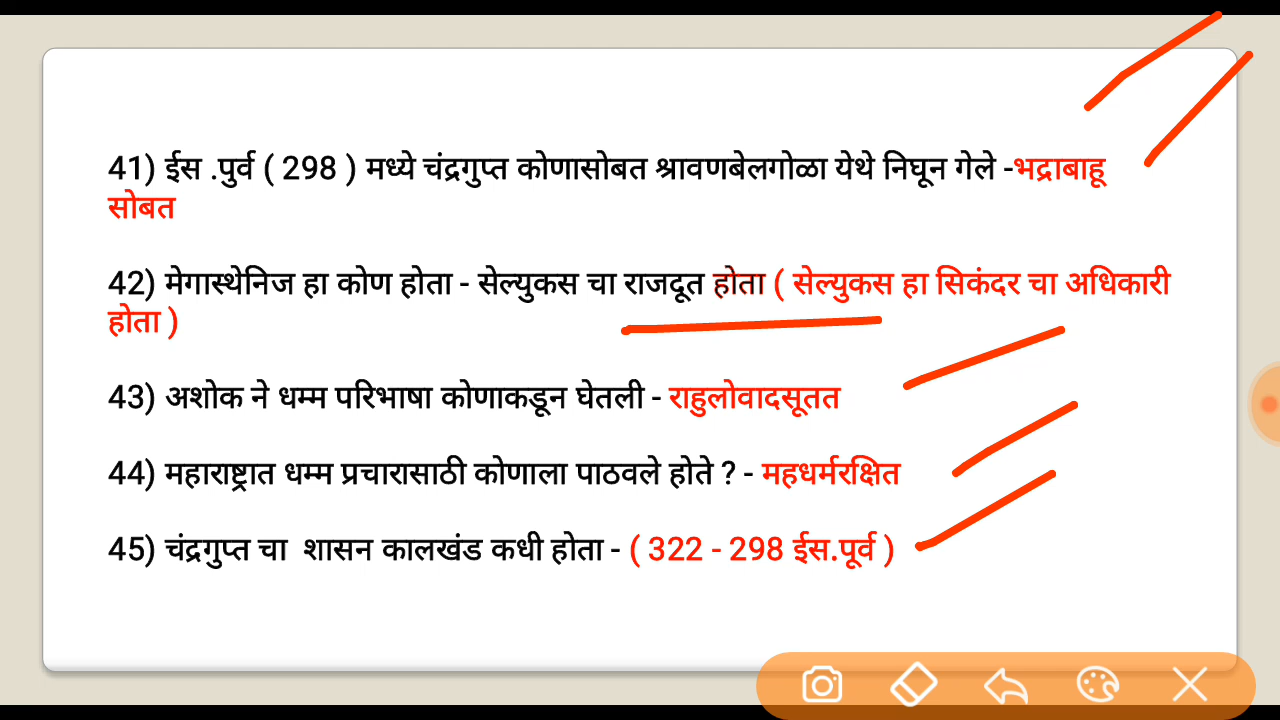 41) ईस .पुर्व ( 298 ) मध्ये चंद्रगुप्त कोणासोबत श्रावणबेलगोळा येथे निघून गेले -भद्राबाहू
सोबत
42) मेगास्थेनिज हा कोण होता - सेल्युकस चा राजदूत होता ( सेल्युकस हा सिकंदर चा अधिकारी
होता )
43) अशोक ने धम्म परिभाषा कोणाकडून घेतली - राहुलोवादसूतत
44) महाराष्ट्रात धम्म प्रचारासाठी कोणाला पाठवले होते ? - महधर्मरक्षित
45) चंद्रगुप्त चा  शासन कालखंड कधी होता - ( 322 - 298 ईस.पूर्व )